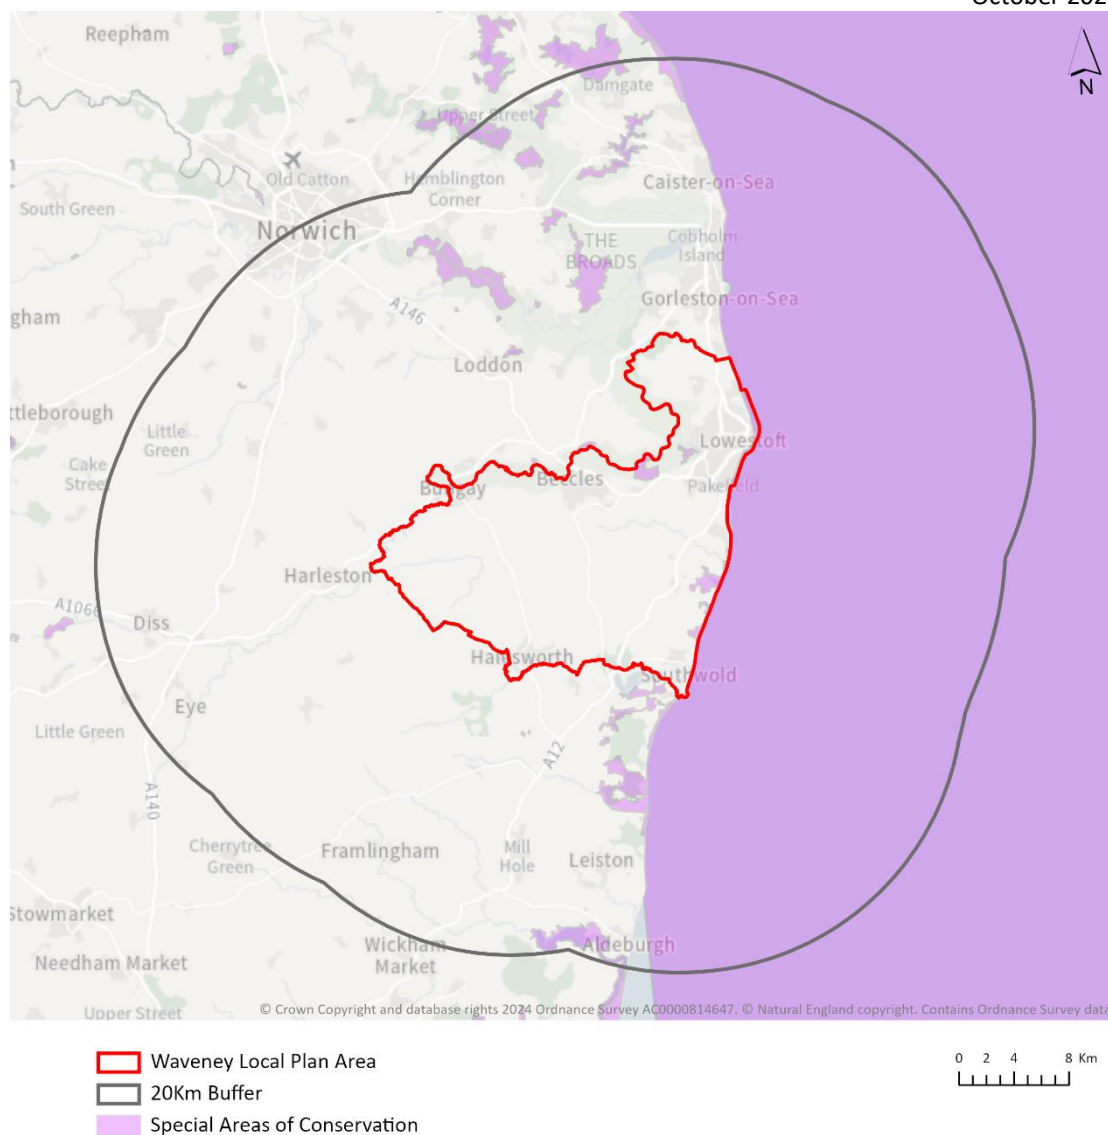 October 202
Reepham
Damgate
N
Upper Street
Old Catton
Hemblington
Corner
Caister-on-Sea
South Green
Norwich
THE
BROADS
Cobholm
Island
Gorleston-on-Sea
gham
A146
Loddon
ttleborough
Little
Green
Lowestoft
Cake
Street
Bungay
Beccles
Pakefield
Harleston
A1066
Diss
Halesworth
Southwold
Eye
Little Green
A12
A140
Cherrytree
Green
Framlingham
Mill
Hole
Leiston
Stowmarket
Wickham
Market
Aldeburgh
Needham Market
Upper Street
© Crown Copyright and database rights 2024 Ordnance Survey AC0000814647. © Natural England copyright. Contains Ordnance Survey data
Waveney Local Plan Area
0 2 4 8 Km
20Km Buffer
Special Areas of Conservation